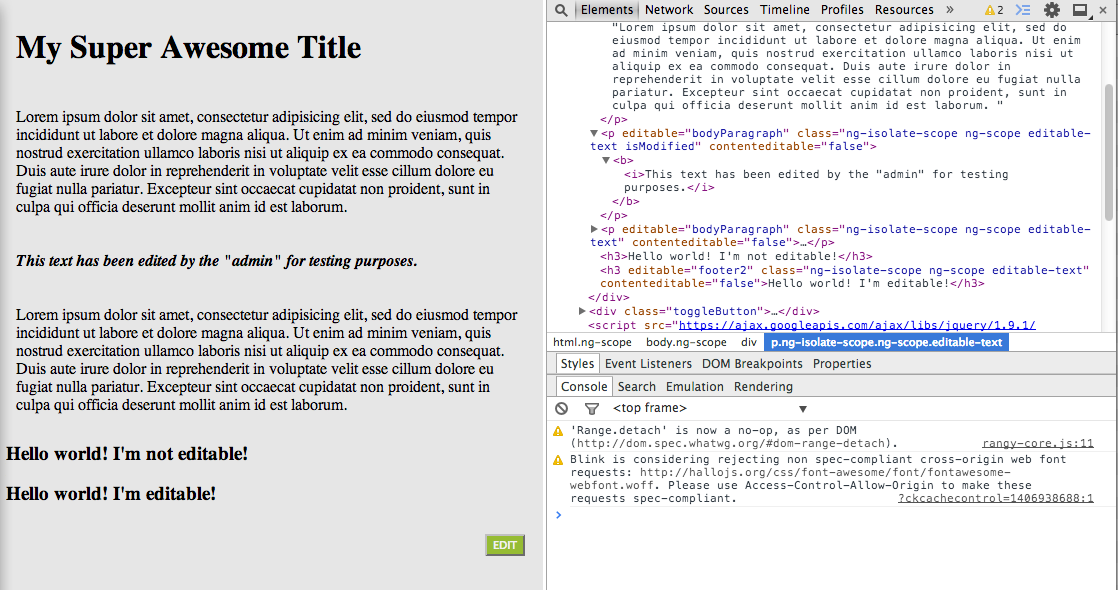 My Super Awesome Title
Lorem ipsum dolor sit amet, consectetur adipisicing elit, sed do eiusmod tempor
incididunt ut labore et dolore magna aliqua. Ut enim ad minim veniam, quis
nostrud exercitation ullamco laboris nisi ut aliquip ex ea commodo consequat.
Duis aute irure dolor in reprehenderit in voluptate velit esse cillum dolore eu
fugiat nulla pariatur. Excepteur sint occaecat cupidatat non proident, sunt in
culpa qui officia deserunt mollit anim id est laborum.
This text has been edited by the "admin" for testing purposes.
Lorem ipsum dolor sit amet, consectetur adipisicing elit, sed do eiusmod tempor
incididunt ut labore et dolore magna aliqua. Ut enim ad minim veniam, quis
nostrud exercitation ullamco laboris nisi ut aliquip ex ea commodo consequat.
Duis aute irure dolor in reprehenderit in voluptate velit esse cillum dolore eu
fugiat nulla pariatur. Excepteur sint occaecat cupidatat non proident, sunt in
culpa qui officia deserunt mollit anim id est laborum.
Hello world! I'm not editable!
Hello world! I'm editable!
EDIT
Elements Network Sources Timeline Profiles Resources » 2 ×
"Lorem ipsum dolor sit amet, consectetur adipisicing elit, sed do
eiusmod tempor incididunt ut labore et dolore magna aliqua. Ut enim
ad minim veniam, quis nostrud exercitation ullamco laboris nisi ut
aliquip ex ea commodo consequat. Duis aute irure dolor in
reprehenderit in voluptate velit esse cillum dolore eu fugiat nulla
pariatur. Excepteur sint occaecat cupidatat non proident, sunt in
culpa qui officia deserunt mollit anim id est laborum. "
</p>
<p editable="bodyParagraph" class="ng-isolate-scope ng-scope editable-
text isModified" contenteditable="false">
<b>
<i>This text has been edited by the "admin" for testing
purposes.</i>
</b>
</p>
<p editable="bodyParagraph" class="ng-isolate-scope ng-scope editable-
text" contenteditable="false">…</p>
<h3>Hello world! I'm not editable!</h3>
<h3 editable="footer2" class="ng-isolate-scope ng-scope editable-text"
contenteditable="false">Hello world! I'm editable!</h3>
</div>
<div class="toggleButton">…</div>
<script src="https://ajax.googleapis.com/ajax/libs/jquery/1.9.1/
html.ng-scope body.ng-scope div p.ng-isolate-scope.ng-scope.editable-text
Styles Event Listeners DOM Breakpoints Properties
Console Search Emulation Rendering
<top frame>
'Range.detach' is now a no-op, as per DOM
(http://dom.spec.whatwg.org/#dom-range-detach). rangy-core.js:11
Blink is considering rejecting non spec-compliant cross-origin web font
requests: http://hallojs.org/css/font-awesome/font/fontawesome-
webfont.woff. Please use Access-Control-Allow-Origin to make these
requests spec-compliant. ?ckcachecontrol=1406938688:1